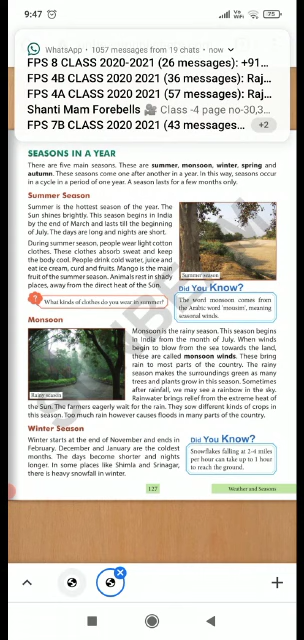 9:47
Vo WiFi
75
WhatsApp • 1057 messages from 19 chats • now
FPS 8 CLASS 2020-2021 (26 messages): +91...
FPS 4B CLASS 2020 2021 (36 messages): Raj...
FPS 4A CLASS 2020 2021 (57 messages): Raj...
Shanti Mam Forebells Class -4 page no-30,3...
FPS 7B CLASS 2020 2021 (43 messages...
+2
SEASONS IN A YEAR
There are five main seasons. These are summer, monsoon, winter, spring and
autumn. These seasons come one after another in a year. In this way, seasons occur
in a cycle in a period of one year. A season lasts for a few months only.
Summer Season
Summer is the hottest season of the year. The
Sun shines brightly. This season begins in India
by the end of March and lasts till the beginning
of July. The days are long and nights are short.
During summer season, people wear light cotton
clothes. These clothes absorb sweat and keep
the body cool. People drink cold water, juice and
eat ice cream, curd and fruits. Mango is the main
fruit of the summer season. Animals rest in shady
places, away from the direct heat of the Sun.
Summer season
? What kinds of clothes do you wear in summer?
Did You Know?
The word monsoon comes from
the Arabic word 'mousim', meaning
seasonal winds.
Monsoon
Monsoon is the rainy season. This season begins
in India from the month of July. When winds
begin to blow from the sea towards the land,
these are called monsoon winds. These bring
rain to most parts of the country. The rainy
season makes the surroundings green as many
trees and plants grow in this season. Sometimes
after rainfall, we may see a rainbow in the sky.
Rainwater brings relief from the extreme heat of
Rainy season
the Sun. The farmers eagerly wait for the rain. They sow different kinds of crops in
this season. Too much rain however causes floods in many parts of the country.
Winter Season
Winter starts at the end of November and ends in
February. December and January are the coldest
months. The days become shorter and nights
longer. In some places like Shimla and Srinagar,
there is heavy snowfall in winter.
Did You Know?
Snowflakes falling at 2-4 miles
per hour can take up to 1 hour
to reach the ground.
127
Weather and Seasons